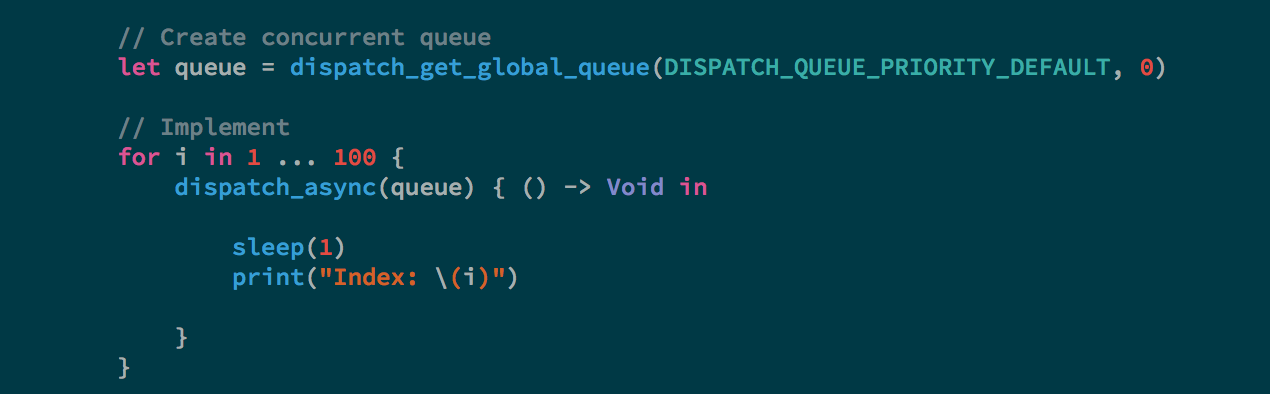 // Create concurrent queue
let queue = dispatch_get_global_queue(DISPATCH_QUEUE_PRIORITY_DEFAULT, 0)
// Implement
for i in 1 ... 100 {
dispatch_async(queue) { () -> Void in
sleep(1)
print("Index: \(i)")
}
}